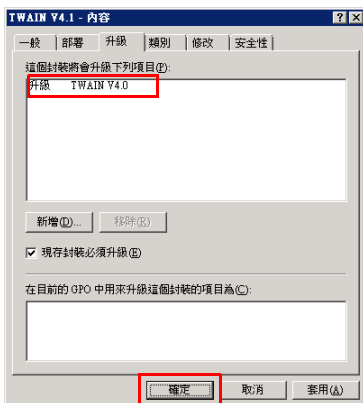 TWAIN V4.1 - 內容
一般 部署 升級 類別 修改 安全性
這個封裝將會升級下列項目(P):
升級 TWAIN V4.0
新增(D)... 移除(R)
現存封裝必須升級(E)
在目前的 GPO 中用來升級這個封裝的項目為(C):
確定 取消 套用(A)